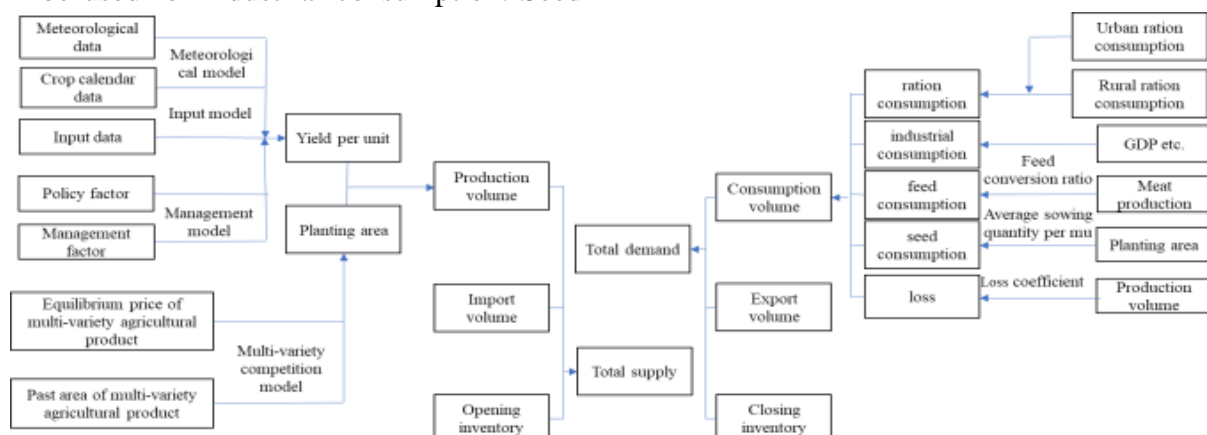 Meteorological
data
Crop calendar
data
Input data
Policy factor
Management
factor
Equilibrium price of
multi-variety agricultural
product
Past area of multi-variety
agricultural product
Meteorologi
cal model
Input model
Management
model
Multi-variety
competition
model
Yield per unit
Planting area
Production
volume
Import
volume
Opening
inventory
Total demand
Total supply
Consumption
volume
Export
volume
Closing
inventory
ration
consumption
industrial
consumption
feed
consumption
seed
consumption
loss
Feed
conversion ratio
Average sowing
quantity per mu
Loss coefficient
Urban ration
consumption
Rural ration
consumption
GDP etc.
Meat
production
Planting area
Production
volume